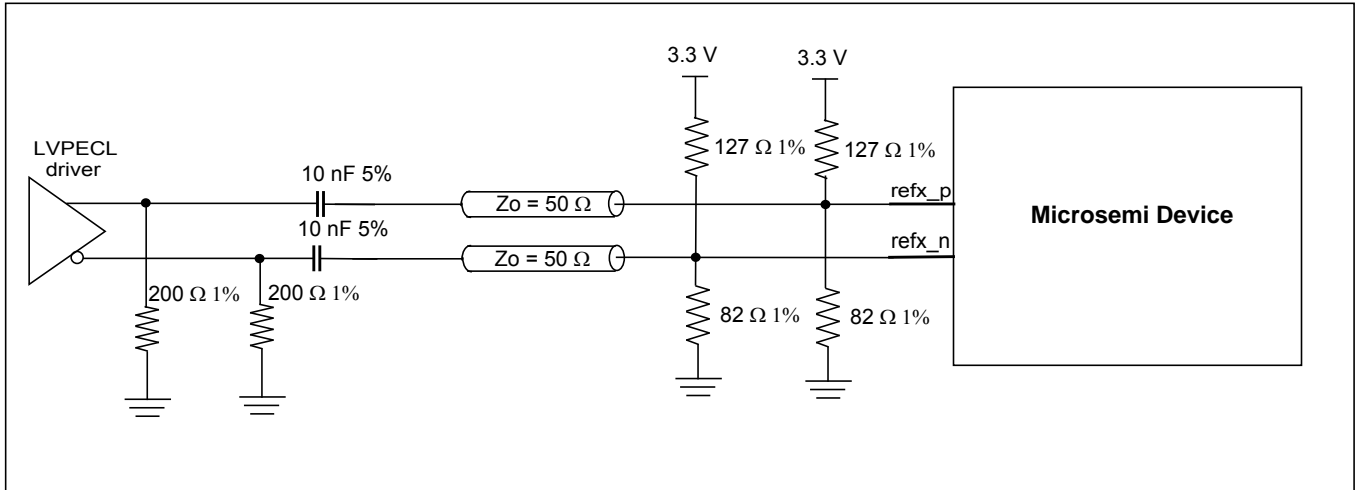 3.3 V
3.3 V
LVPECL
driver
127 Ω 1%
127 Ω 1%
10 nF 5%
Zo = 50 Ω
refx_p
Microsemi Device
10 nF 5%
Zo = 50 Ω
refx_n
200 Ω 1%
200 Ω 1%
82 Ω 1%
82 Ω 1%